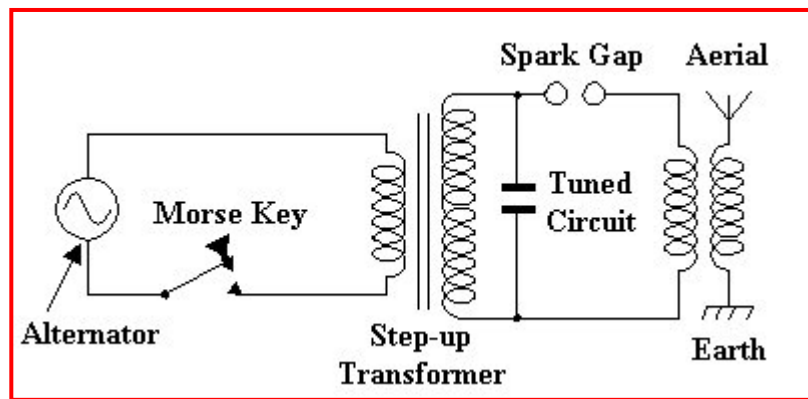 Spark Gap
Aerial
Morse Key
Tuned
Circuit
Alternator
Step-up
Transformer
Earth